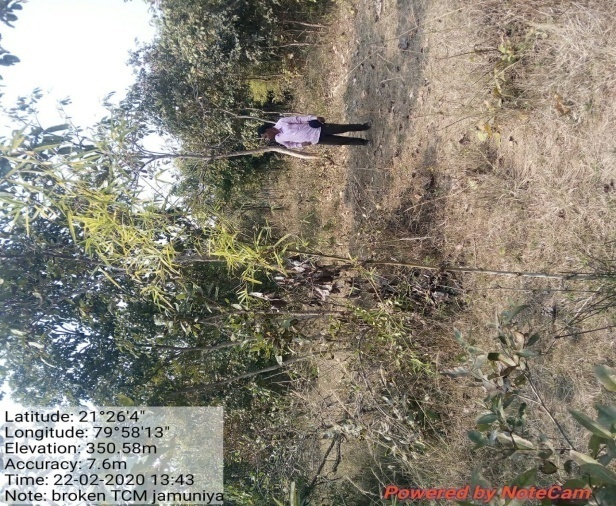 Latitude: 21°26'4"
Longitude: 79°58'13"
Elevation: 350.58m
Accuracy: 7.6m
Time: 22-02-2020 13:43
Note: broken TCM jamuniya
Powered by NoteCam